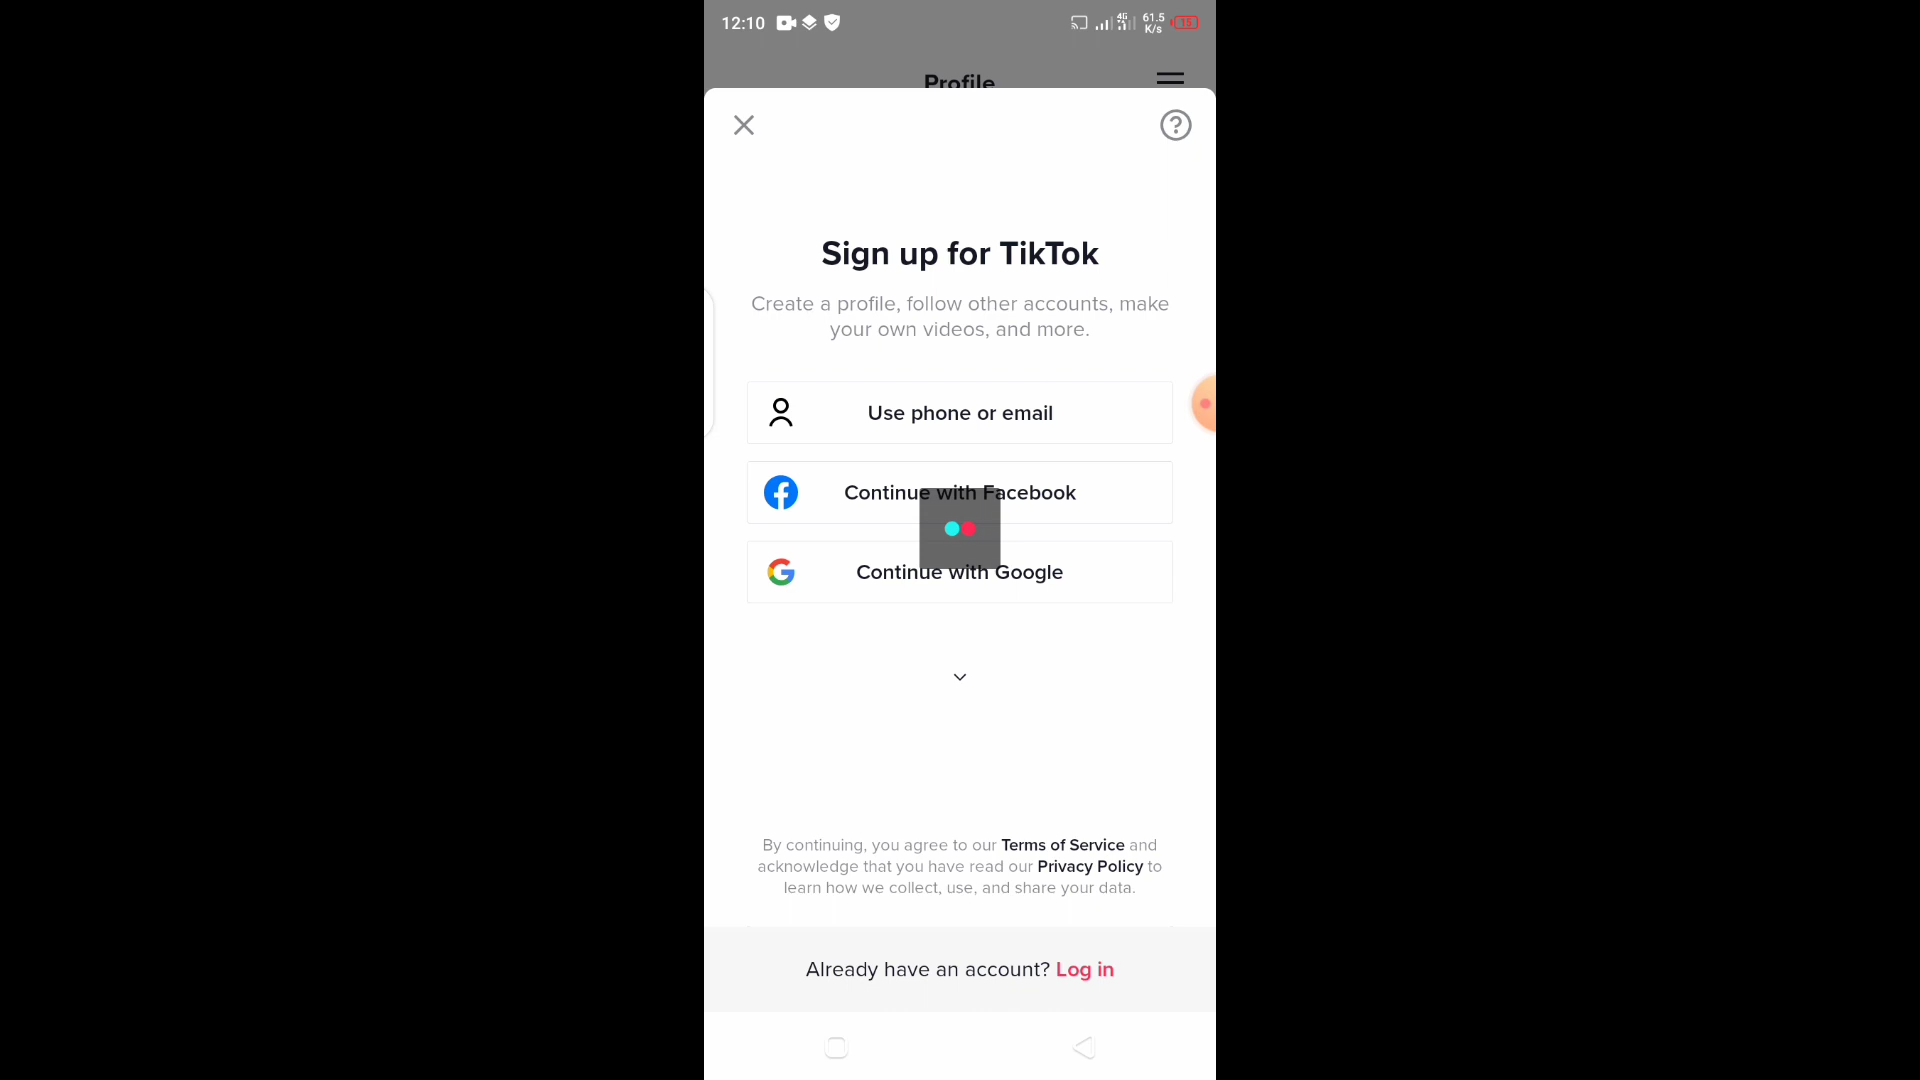 12:10
4G
61.5
K/s
15
Profile
Sign up for TikTok
Create a profile, follow other accounts, make
your own videos, and more.
Use phone or email
Continue with Facebook
Continue with Google
By continuing, you agree to our Terms of Service and
acknowledge that you have read our Privacy Policy to
learn how we collect, use, and share your data.
Already have an account? Log in